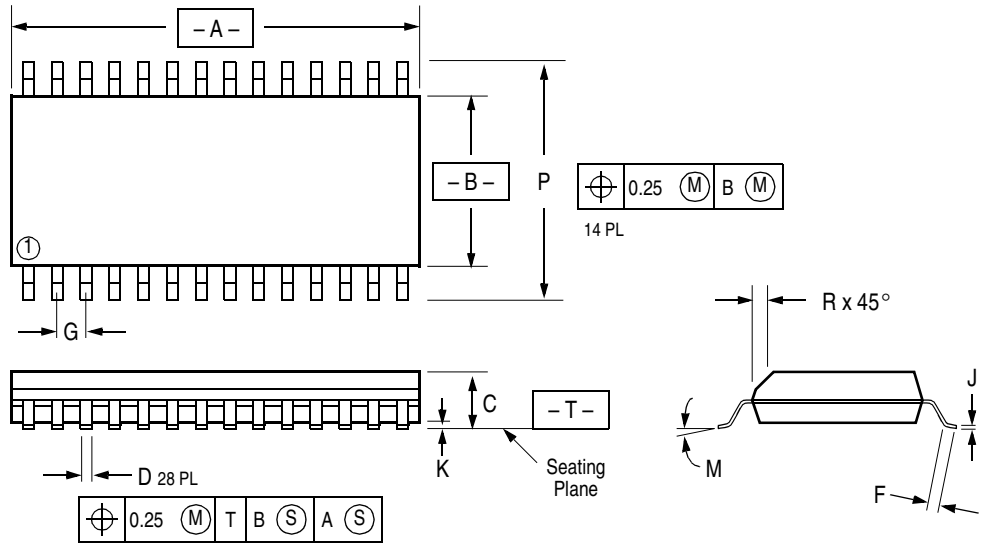 – A –
– B –
P
⌖ 0.25 Ⓜ B Ⓜ
14 PL
①
G
R x 45°
C
– T –
J
K
Seating
Plane
M
D 28 PL
F
⌖ 0.25 Ⓜ T B Ⓢ A Ⓢ